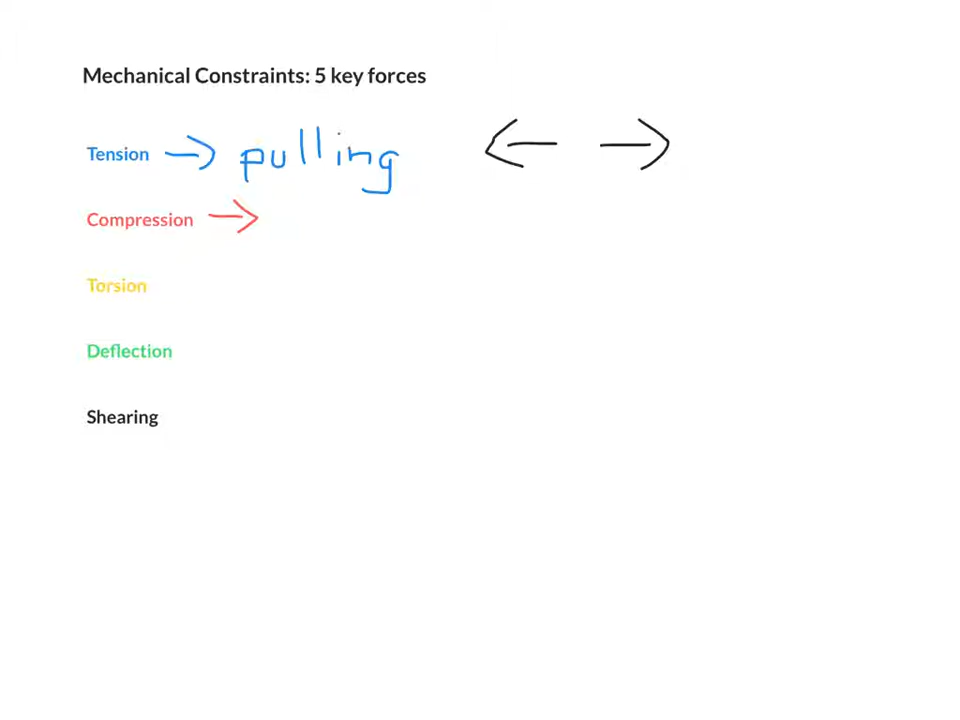 Mechanical Constraints: 5 key forces
Tension → pulling ← →
Compression →
Torsion
Deflection
Shearing